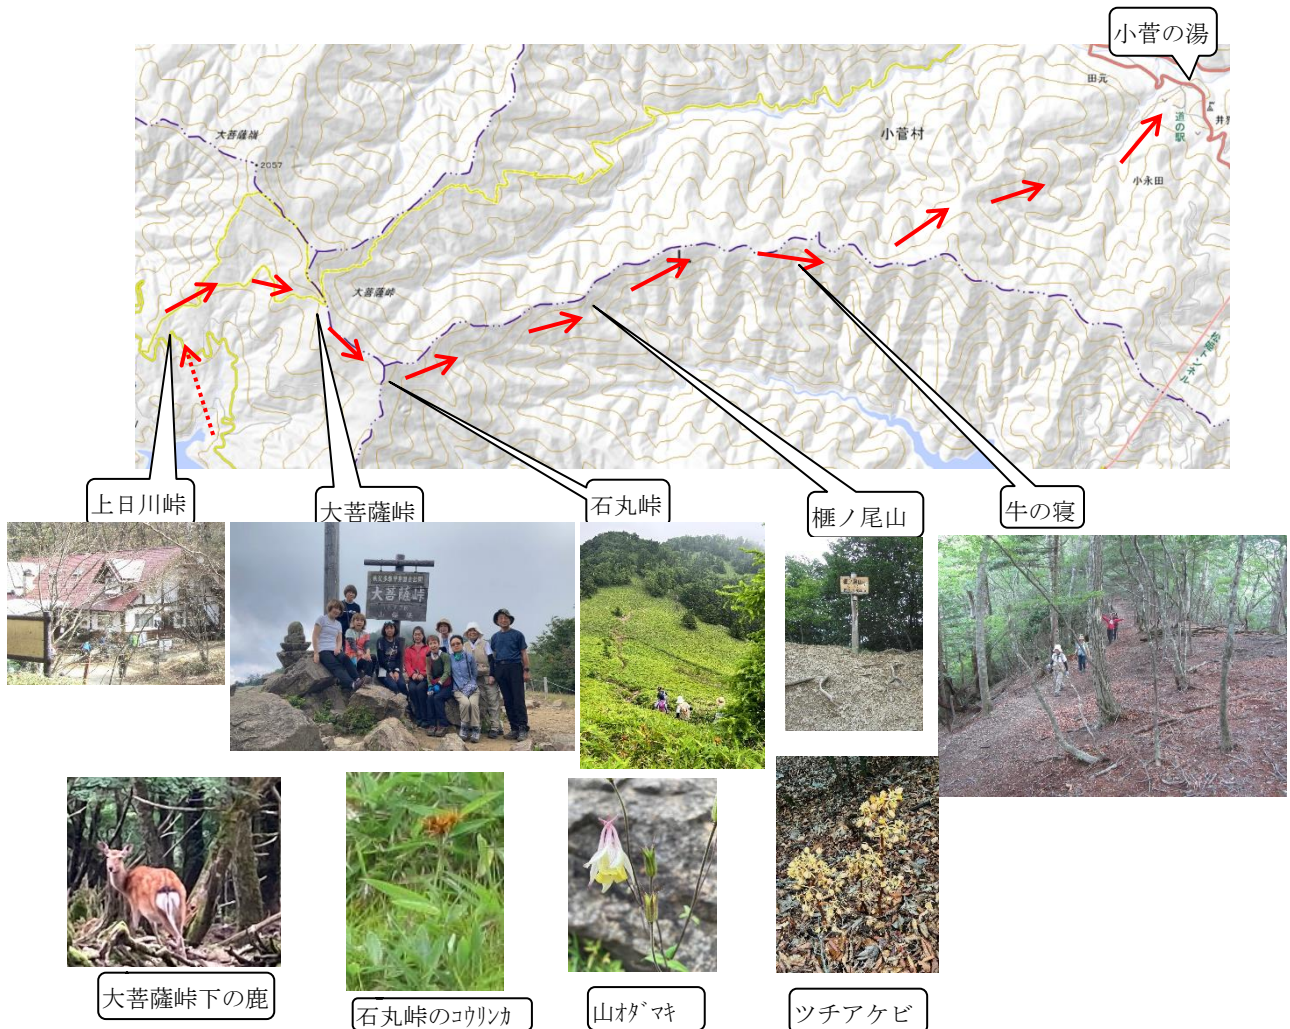 小菅の湯
田元
大菩薩嶺
2057
小菅村
道の駅
小永田
大菩薩峠
上日川峠
大菩薩峠
石丸峠
榧ノ尾山
牛の寝
大菩薩峠
大菩薩峠下の鹿
石丸峠のｺｳﾘﾝｶ
山ｵﾀﾞﾏｷ
ツチアケビ